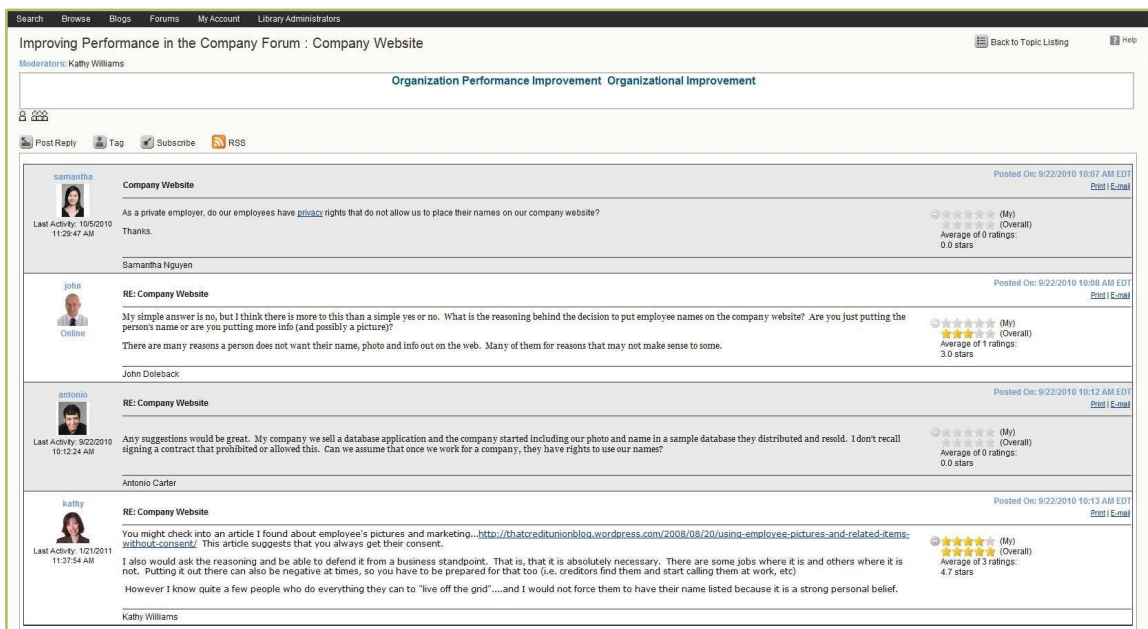 Search Browse Blogs Forums My Account Library Administrators
Improving Performance in the Company Forum : Company Website
Back to Topic Listing
Help
Moderators: Kathy Williams
Organization Performance Improvement Organizational Improvement
Post Reply Tag Subscribe RSS
samantha
Last Activity: 10/5/2010
11:29:47 AM
Posted On: 9/22/2010 10:07 AM EDT
Print | E-mail
Company Website
As a private employer, do our employees have privacy rights that do not allow us to place their names on our company website?
Thanks.
(My)
(Overall)
Average of 0 ratings:
0.0 stars
Samantha Nguyen
john
Online
Posted On: 9/22/2010 10:08 AM EDT
Print | E-mail
RE: Company Website
My simple answer is no, but I think there is more to this than a simple yes or no. What is the reasoning behind the decision to put employee names on the company website? Are you just putting the
person's name or are you putting more info (and possibly a picture)?
There are many reasons a person does not want their name, photo and info out on the web. Many of them for reasons that may not make sense to some.
(My)
(Overall)
Average of 1 ratings:
3.0 stars
John Doleback
antonio
Last Activity: 9/22/2010
10:12:24 AM
Posted On: 9/22/2010 10:12 AM EDT
Print | E-mail
RE: Company Website
Any suggestions would be great. My company we sell a database application and the company started including our photo and name in a sample database they distributed and resold. I don't recall
signing a contract that prohibited or allowed this. Can we assume that once we work for a company, they have rights to use our names?
(My)
(Overall)
Average of 0 ratings:
0.0 stars
Antonio Carter
kathy
Last Activity: 1/21/2011
11:37:54 AM
Posted On: 9/22/2010 10:13 AM EDT
Print | E-mail
RE: Company Website
You might check into an article I found about employee's pictures and marketing...http://thatcreditunionblog.wordpress.com/2008/08/20/using-employee-pictures-and-related-items-
without-consent/ This article suggests that you always get their consent.
I also would ask the reasoning and be able to defend it from a business standpoint. That is, that it is absolutely necessary. There are some jobs where it is and others where it is
not. Putting it out there can also be negative at times, so you have to be prepared for that too (i.e. creditors find them and start calling them at work, etc)
However I know quite a few people who do everything they can to "live off the grid"....and I would not force them to have their name listed because it is a strong personal belief.
(My)
(Overall)
Average of 3 ratings:
4.7 stars
Kathy Williams